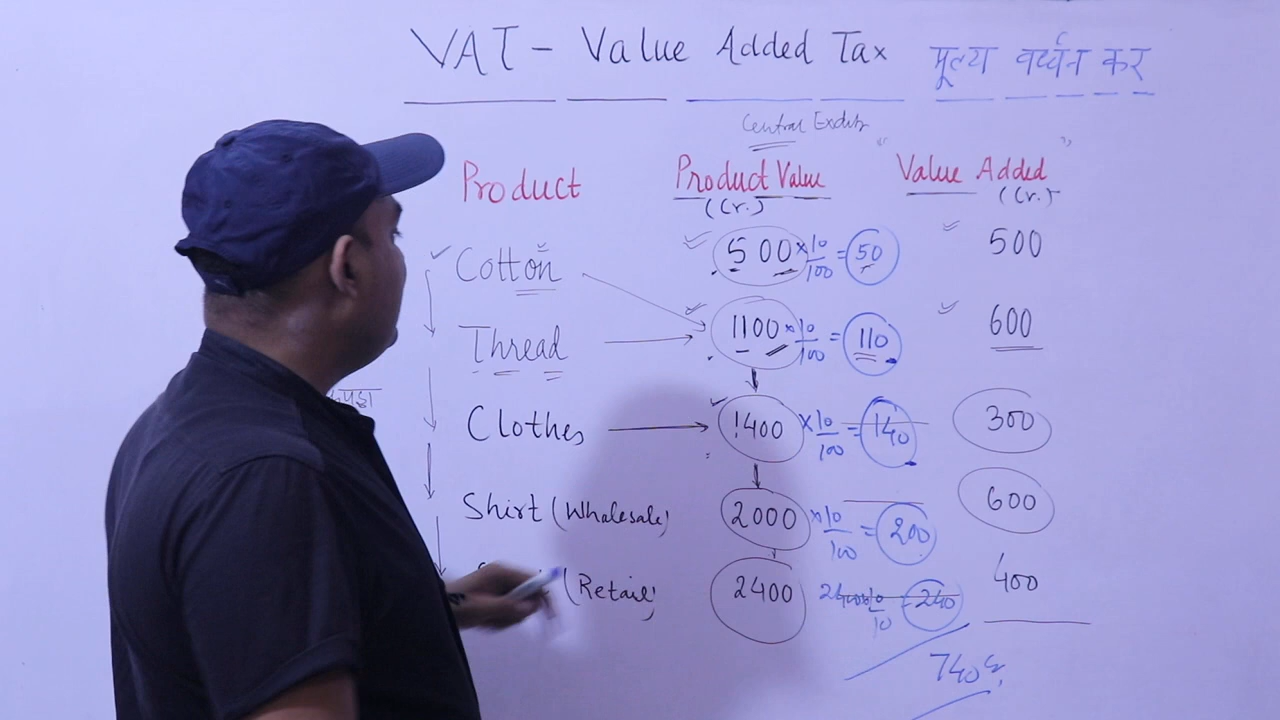 VAT - Value Added Tax मूल्य वर्ध्दन कर
Central
Product Product Value " Value Added "
(Cr.) (Cr.)
Cotton 500 × 10/100 = 50 500
Thread 1100 × 10/100 = 110 600
Clothes 1400 × 10/100 = 140 300
Shirt (Wholesale) 2000 × 10/100 = 200 600
(Retail) 2400 = 240 400
740